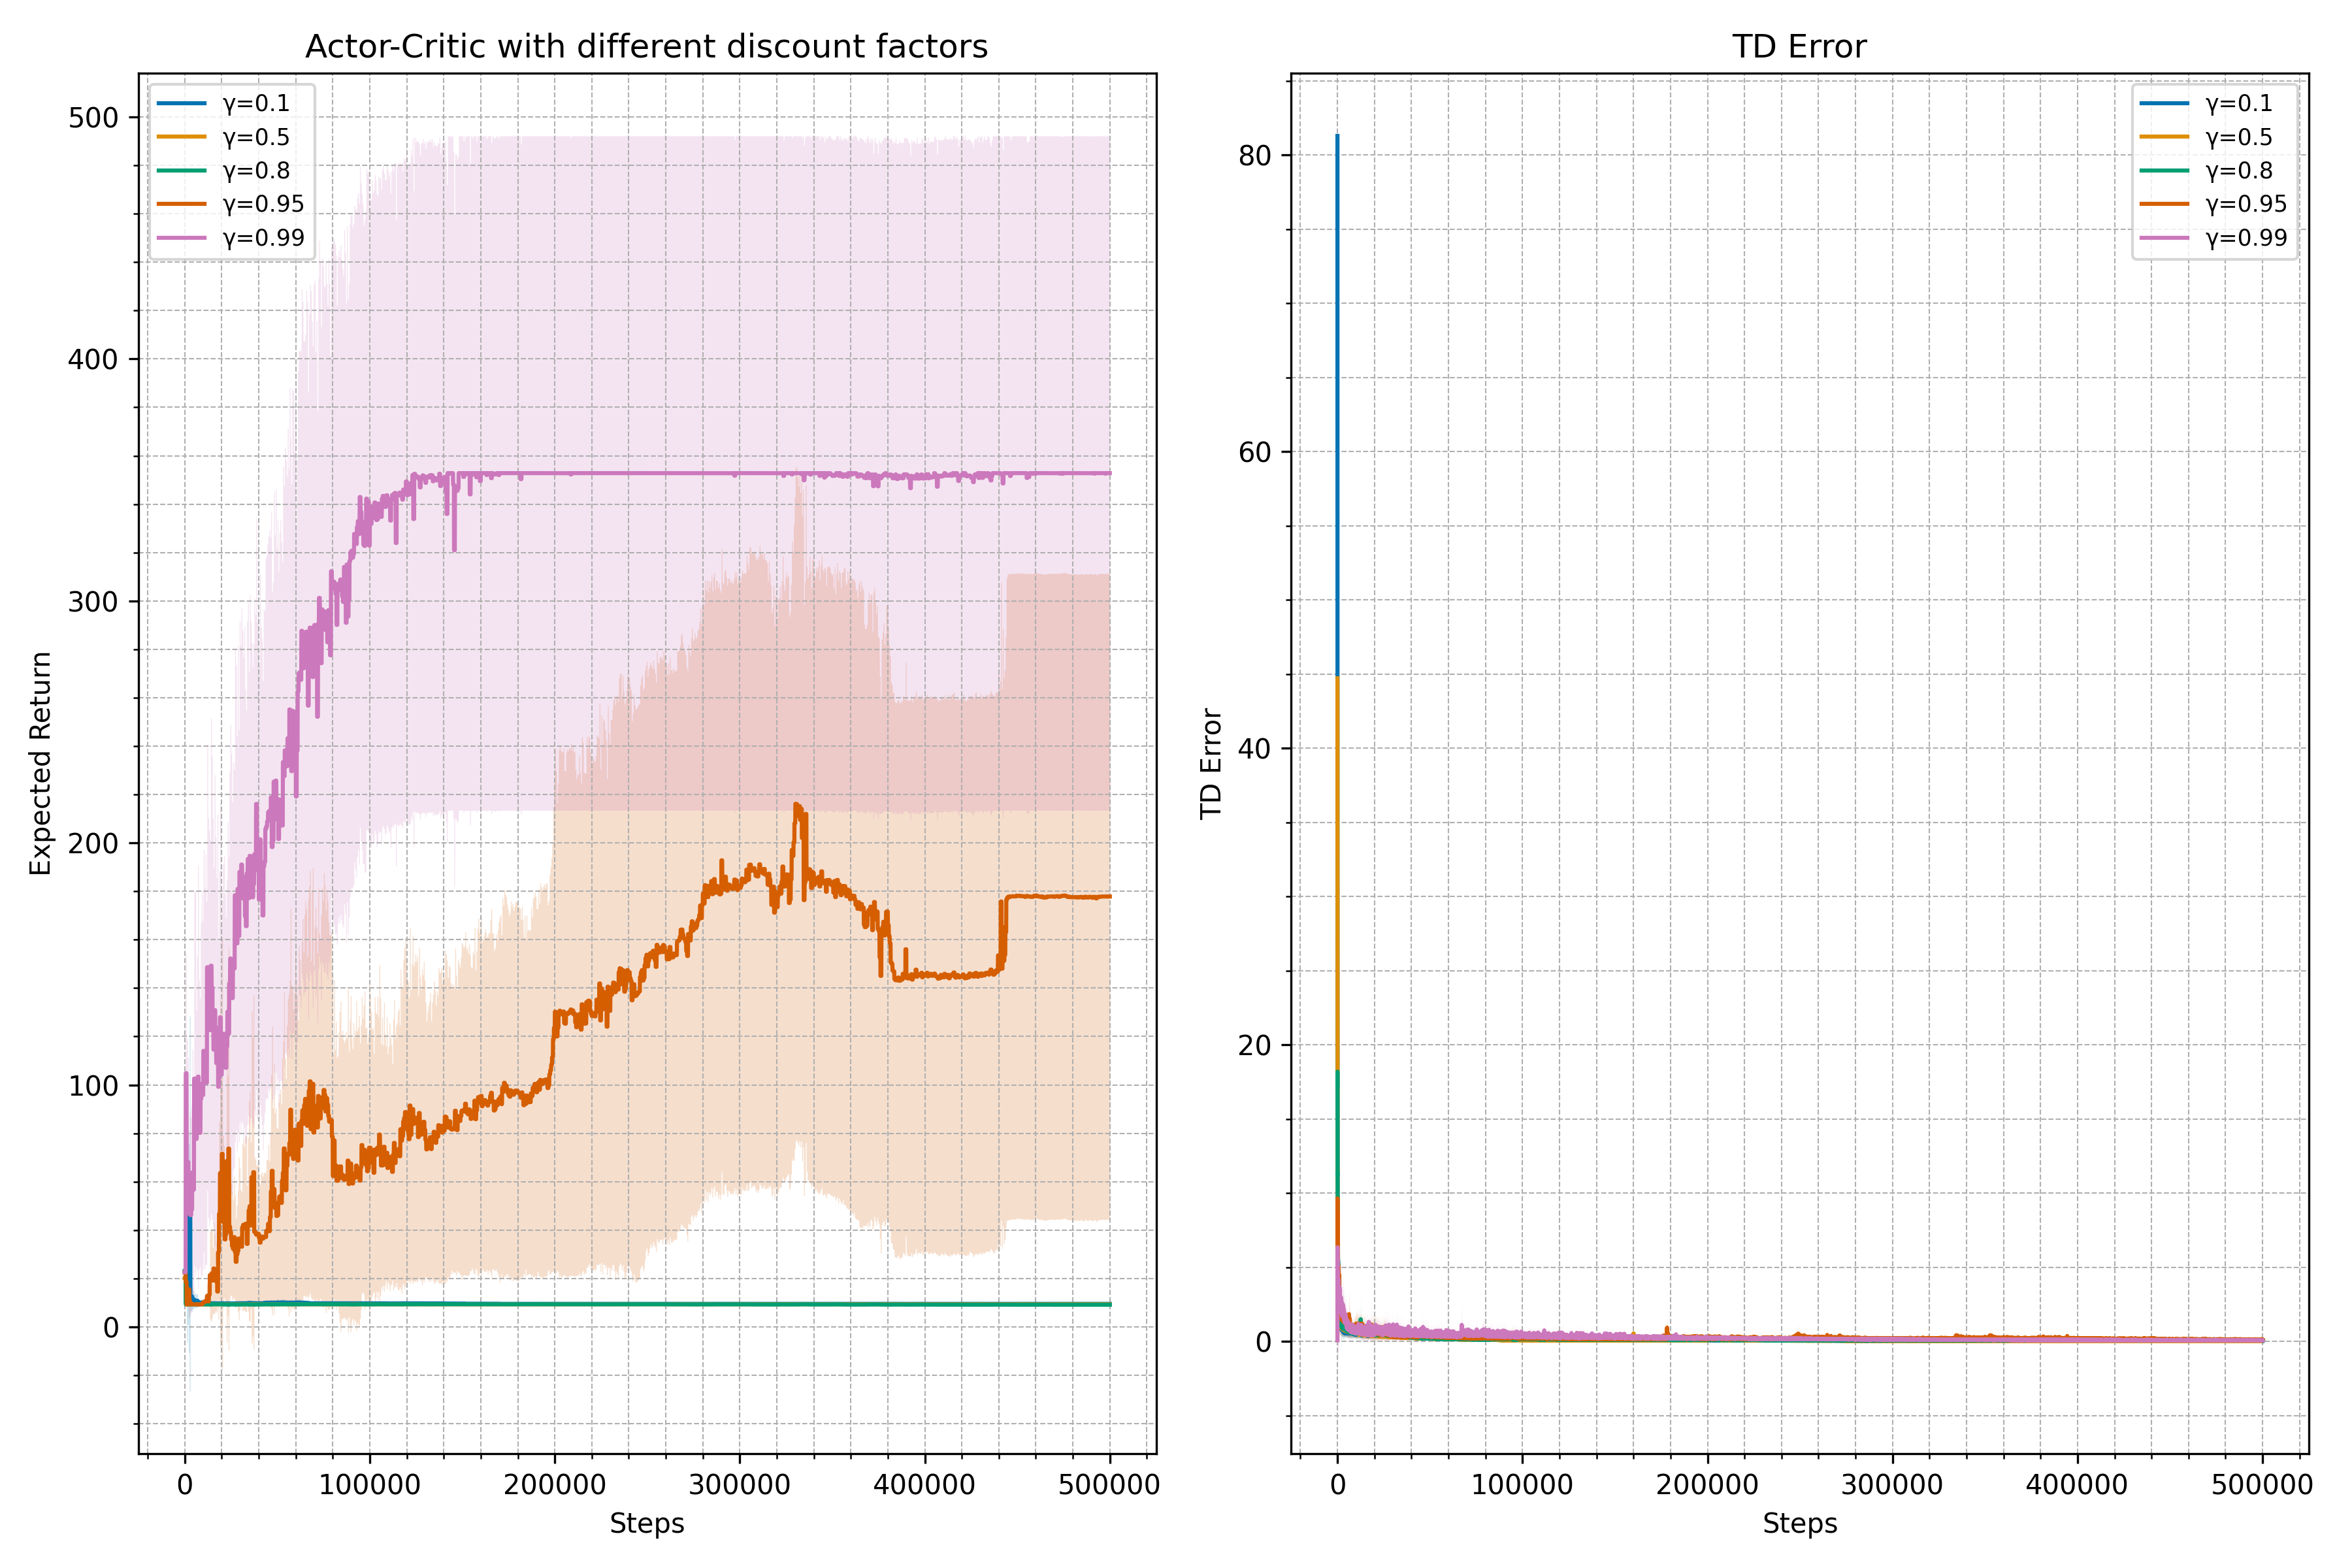 Actor-Critic with different discount factors
Expected Return
500
400
300
200
100
0
γ=0.1
γ=0.5
γ=0.8
γ=0.95
γ=0.99
0
100000
200000
300000
400000
500000
Steps
TD Error
TD Error
80
60
40
20
0
γ=0.1
γ=0.5
γ=0.8
γ=0.95
γ=0.99
0
100000
200000
300000
400000
500000
Steps